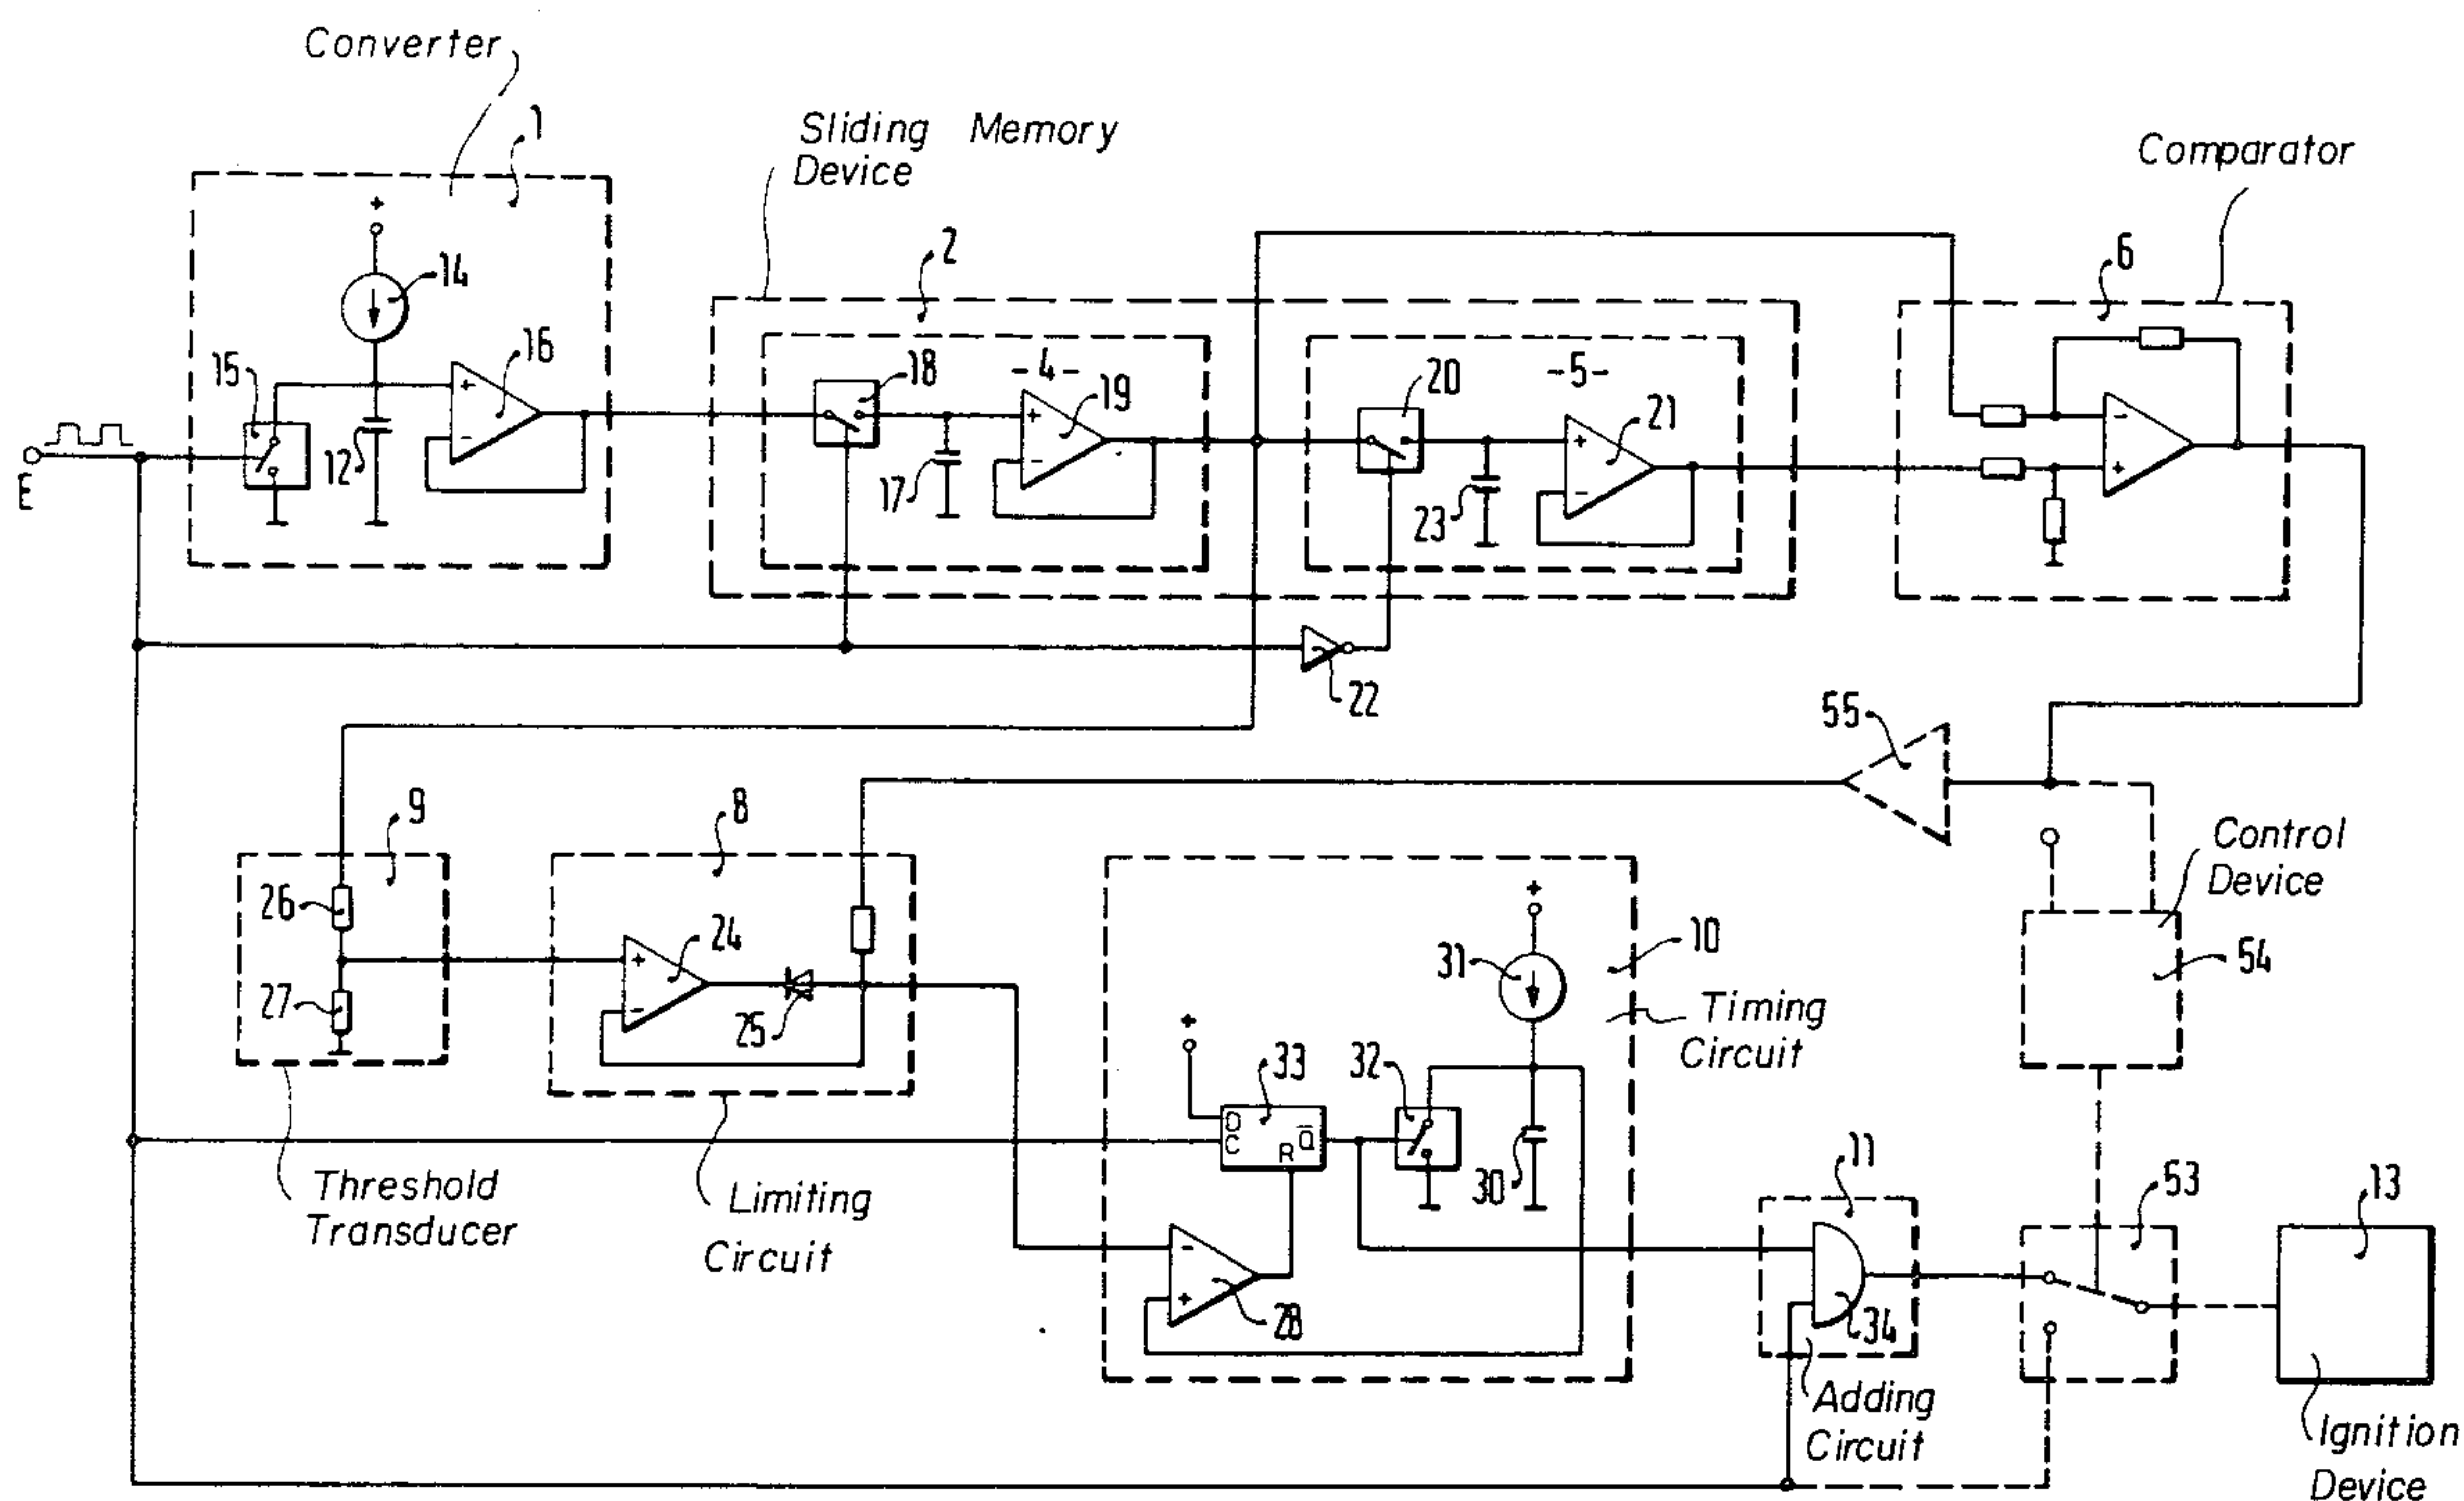 Converter
1
Sliding Memory
Device
Comparator
2
6
+
14
16
15
+
-
12
E
18
-4-
19
+
-
17
20
-5-
21
+
-
23
-
+
22
55
9
8
Control
Device
26
24
+
-
27
25
+
31
10
54
Timing
Circuit
+
33
32
D
C
R
Q̅
30
Threshold
Transducer
Limiting
Circuit
11
53
13
-
+
28
34
Adding
Circuit
Ignition
Device